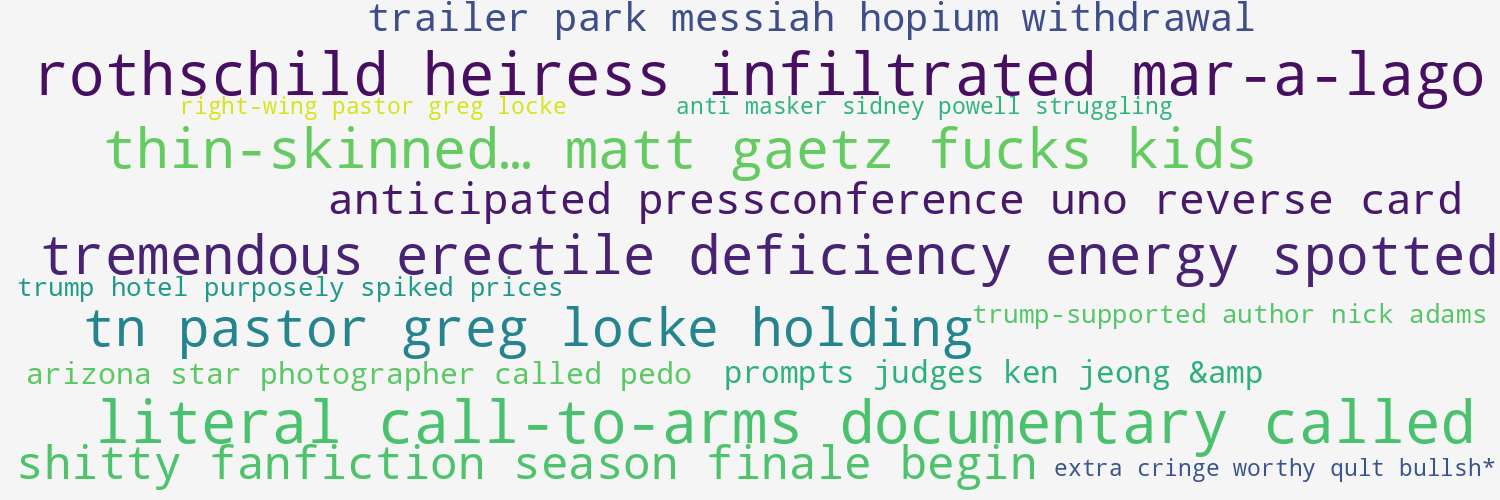 trailer park messiah hopium withdrawal
rothschild heiress infiltrated mar-a-lago
right-wing pastor greg locke
anti masker sidney powell struggling
thin-skinned… matt gaetz fucks kids
anticipated pressconference uno reverse card
tremendous erectile deficiency energy spotted
trump hotel purposely spiked prices
tn pastor greg locke holding
trump-supported author nick adams
arizona star photographer called pedo
prompts judges ken jeong &amp
literal call-to-arms documentary called
shitty fanfiction season finale begin
extra cringe worthy qult bullsh*